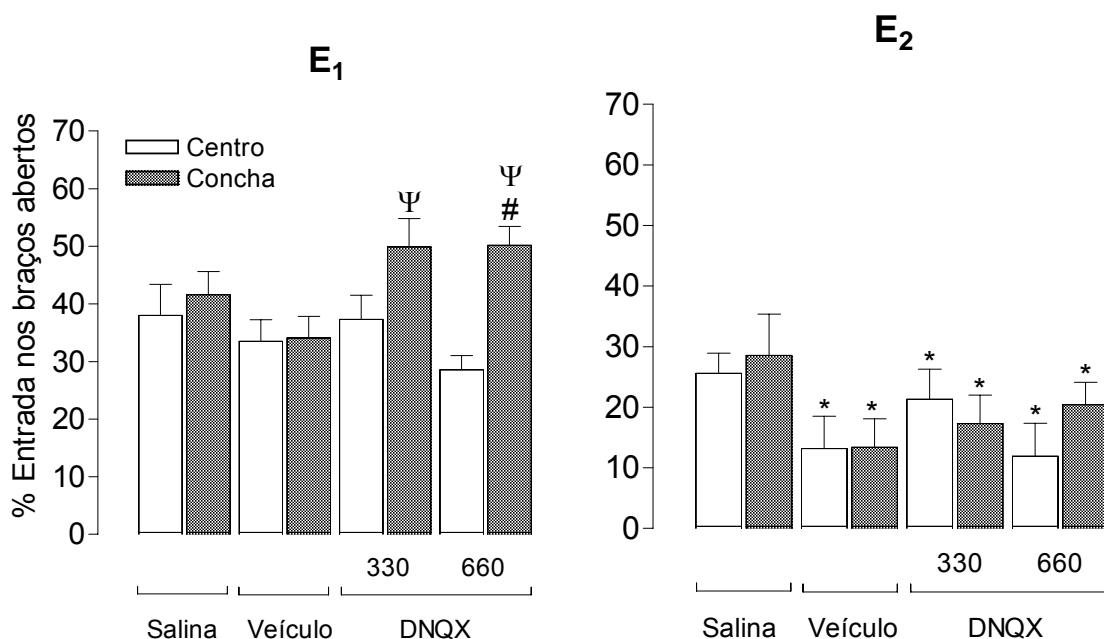 E1
% Entrada nos braços abertos
70
60
50
40
30
20
10
0
Centro
Concha
Ψ
Ψ
#
330 660
Salina Veículo DNQX
E2
70
60
50
40
30
20
10
0
* * * * * *
330 660
Salina Veículo DNQX